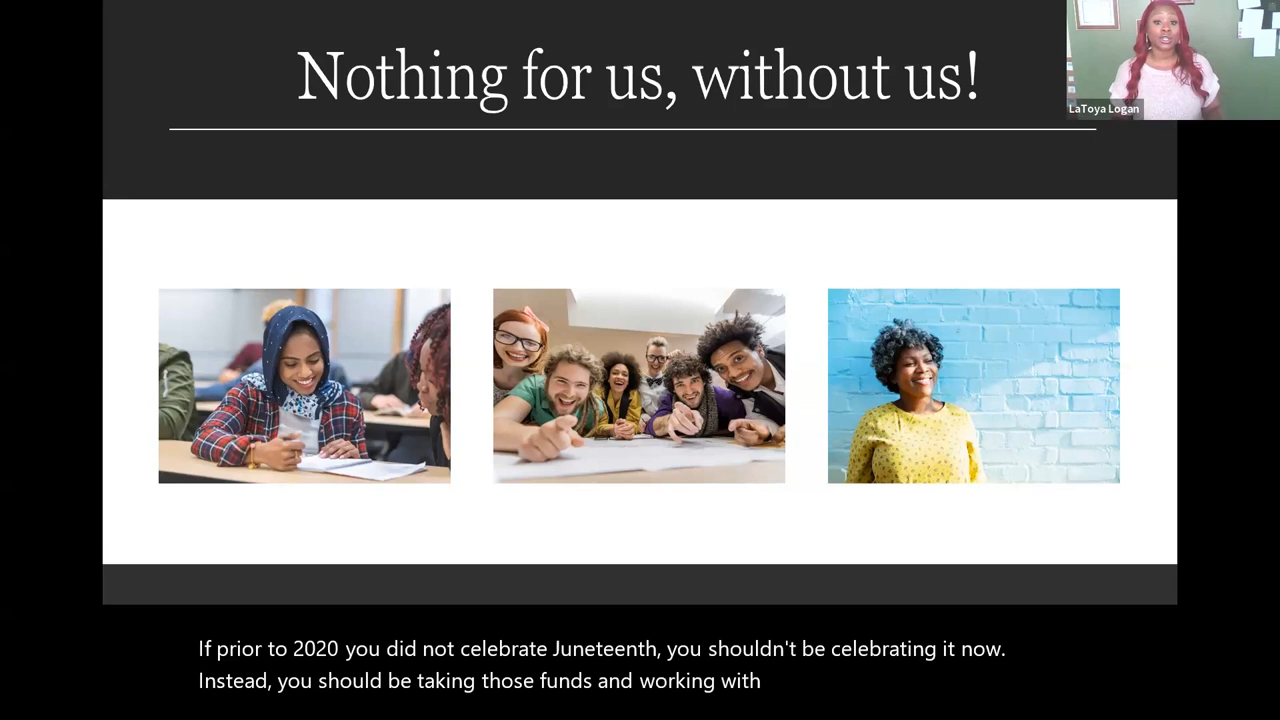 Nothing for us, without us!
LaToya Logan
If prior to 2020 you did not celebrate Juneteenth, you shouldn't be celebrating it now.
Instead, you should be taking those funds and working with